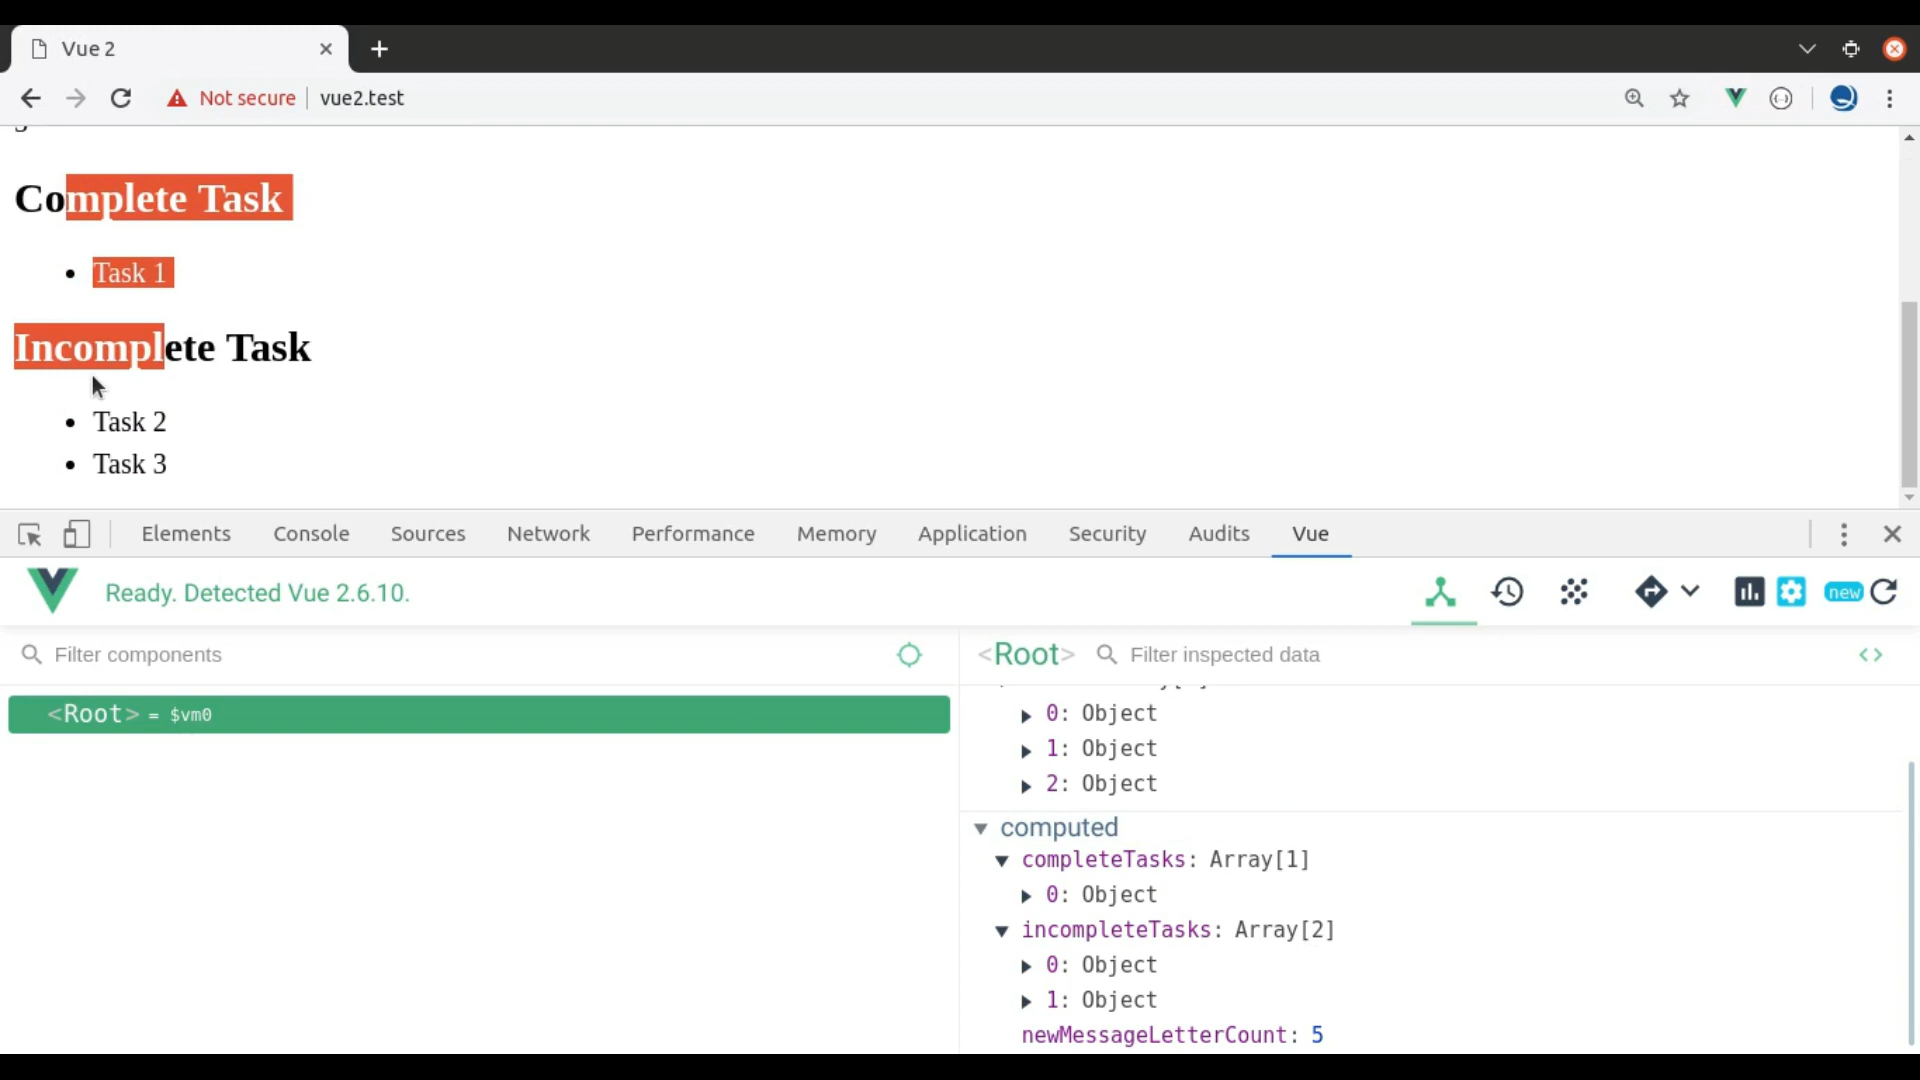 Vue 2
Not secure vue2.test
Complete Task
Task 1
Incomplete Task
Task 2
Task 3
Elements Console Sources Network Performance Memory Application Security Audits Vue
Ready. Detected Vue 2.6.10.
new
Filter components
<Root> Filter inspected data
<Root> = $vm0
0: Object
1: Object
2: Object
computed
completeTasks: Array[1]
0: Object
incompleteTasks: Array[2]
0: Object
1: Object
newMessageLetterCount: 5